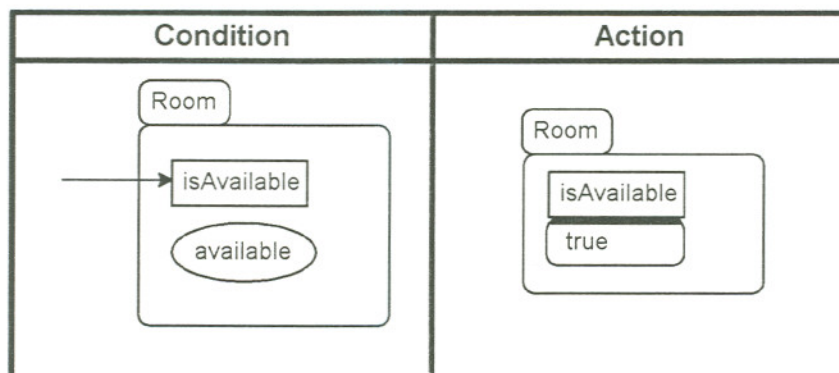 Condition
Action
Room
isAvailable
available
Room
isAvailable
true